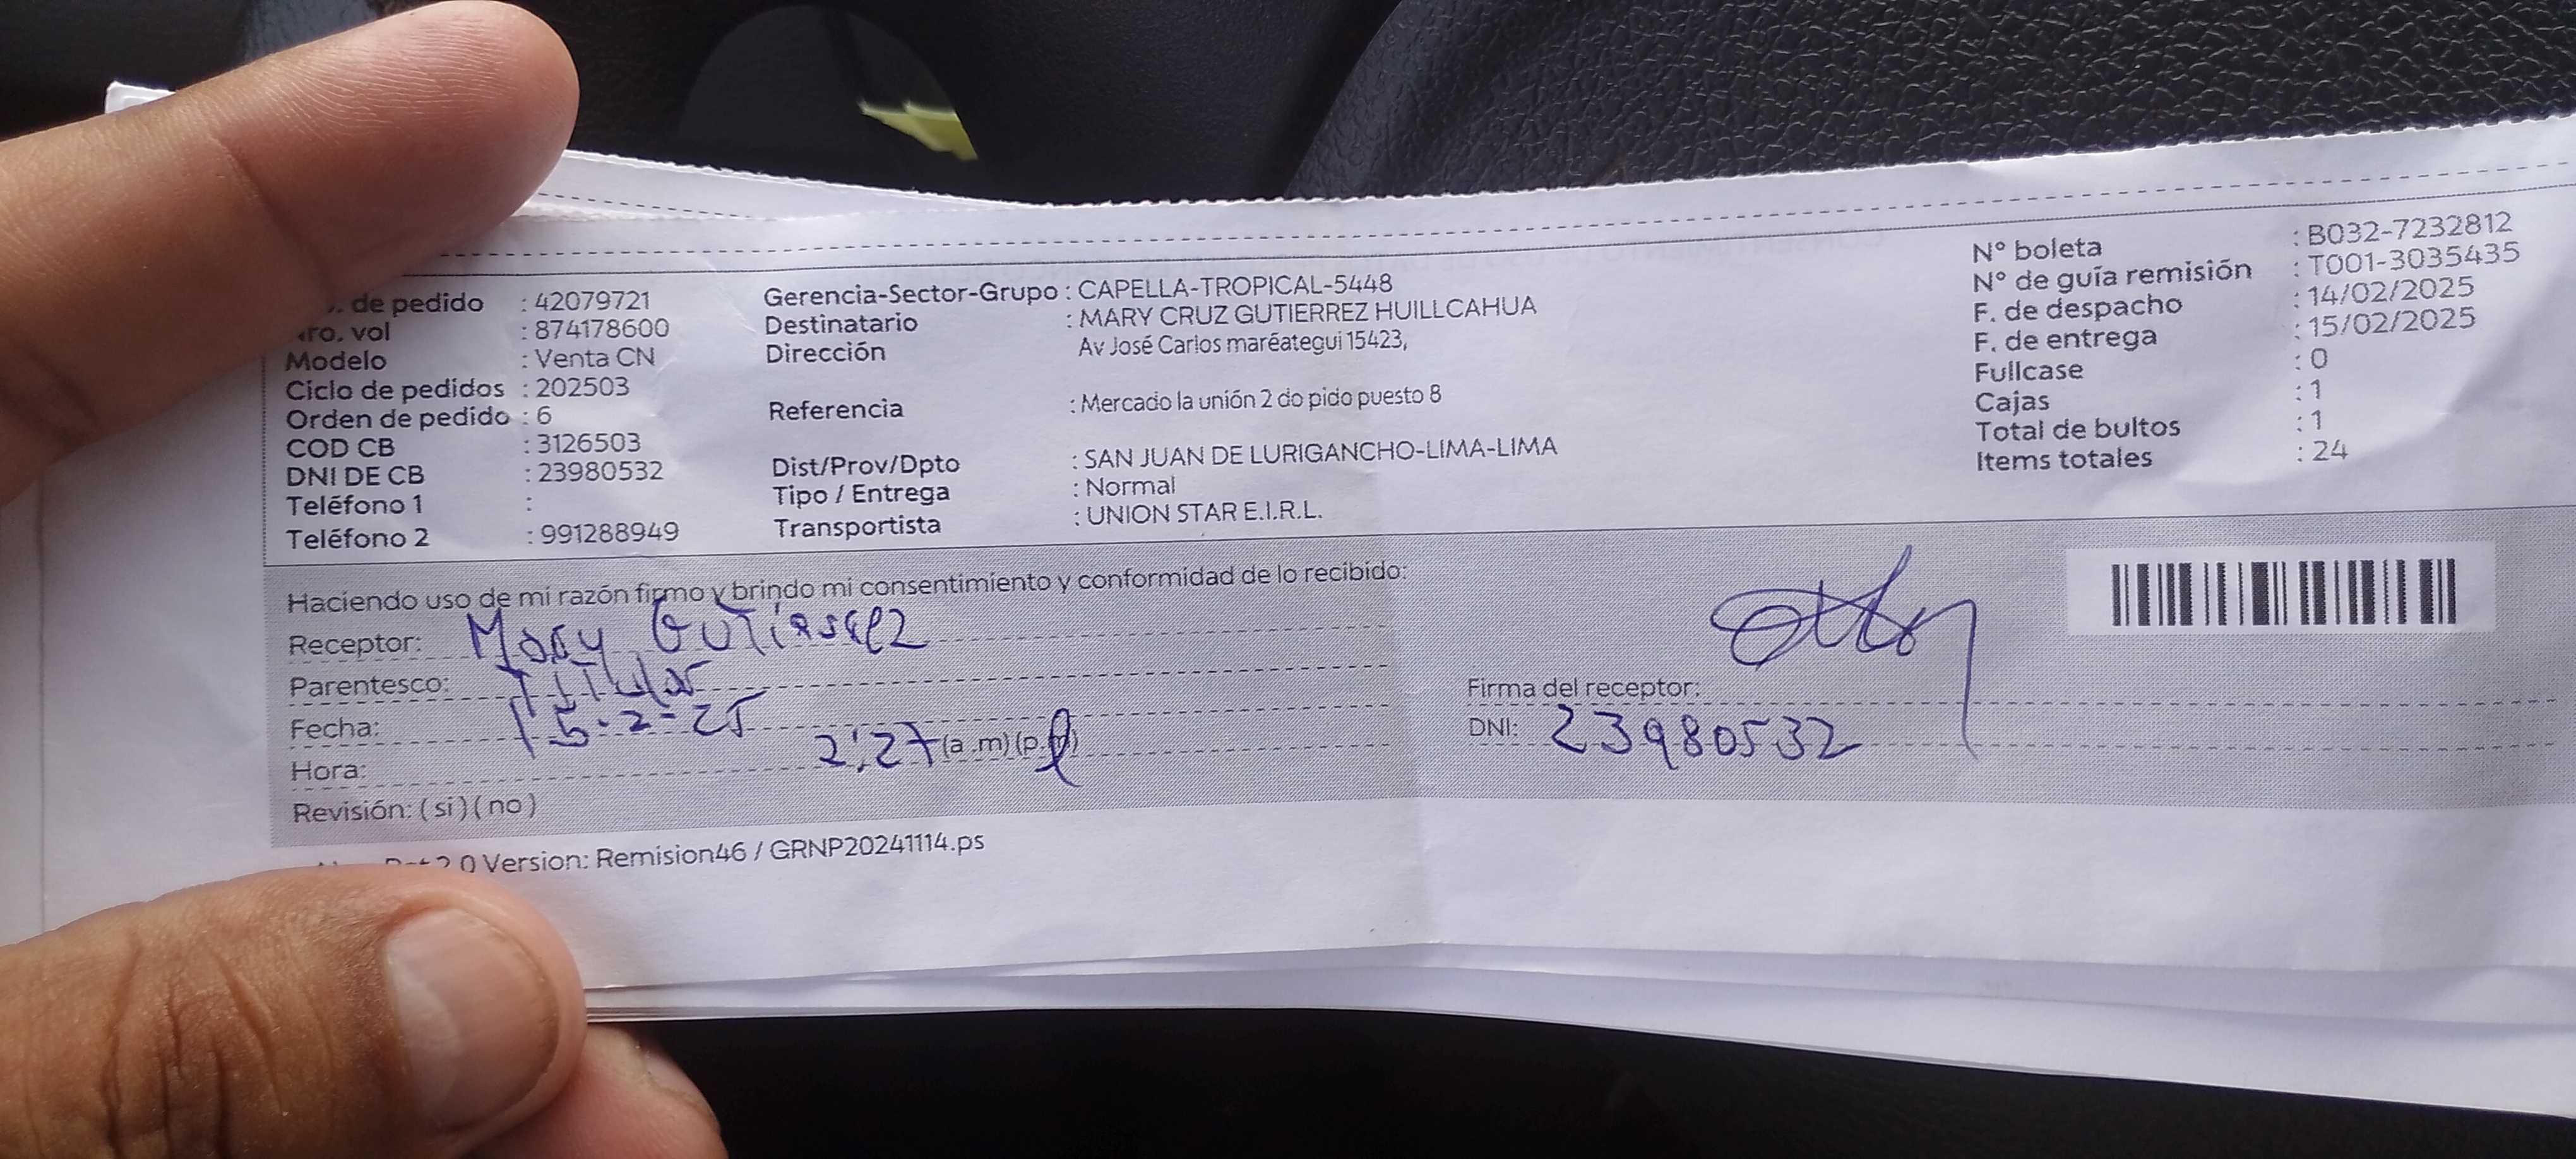 de pedido : 42079721
ro. vol : 874178600
Modelo : Venta CN
Ciclo de pedidos : 202503
Orden de pedido : 6
COD CB : 3126503
DNI DE CB : 23980532
Teléfono 1 :
Teléfono 2 : 991288949
Gerencia-Sector-Grupo : CAPELLA-TROPICAL-5448
Destinatario : MARY CRUZ GUTIERREZ HUILLCAHUA
Dirección Av José Carlos maréategui 15423,
Referencia : Mercado la unión 2 do pido puesto 8
Dist/Prov/Dpto : SAN JUAN DE LURIGANCHO-LIMA-LIMA
Tipo / Entrega : Normal
Transportista : UNION STAR E.I.R.L.
N° boleta : B032-7232812
N° de guía remisión : T001-3035435
F. de despacho : 14/02/2025
F. de entrega : 15/02/2025
Fullcase : 0
Cajas : 1
Total de bultos : 1
Items totales : 24
Haciendo uso de mi razón firmo y brindo mi consentimiento y conformidad de lo recibido:
Receptor: Mary Gutierrez
Parentesco: Titular
Fecha: 15-2-25
Hora: 2:27 (a.m) (p.m)
Revisión: ( si ) ( no )
Firma del receptor:
DNI: 23980532
2.0 Version: Remision46 / GRNP20241114.ps